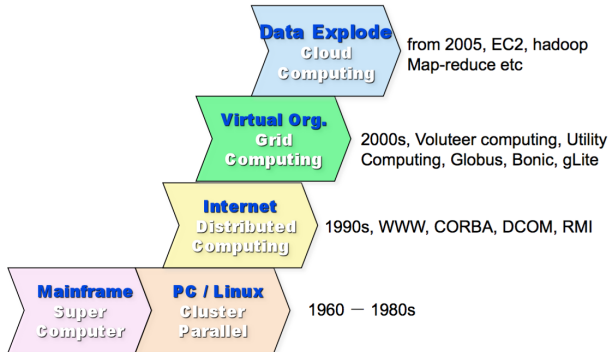 Data Explode
Cloud
Computing
from 2005, EC2, hadoop
Map-reduce etc
Virtual Org.
Grid
Computing
2000s, Voluteer computing, Utility
Computing, Globus, Bonic, gLite
Internet
Distributed
Computing
1990s, WWW, CORBA, DCOM, RMI
Mainframe
Super
Computer
PC / Linux
Cluster
Parallel
1960 — 1980s